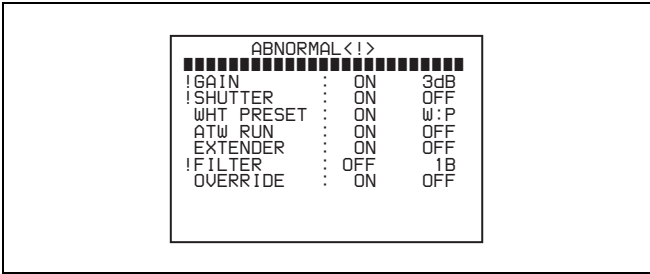 ABNORMAL<!>
!GAIN : ON 3dB
!SHUTTER : ON OFF
WHT PRESET : ON W:P
ATW RUN : ON OFF
EXTENDER : ON OFF
!FILTER : OFF 1B
OVERRIDE : ON OFF